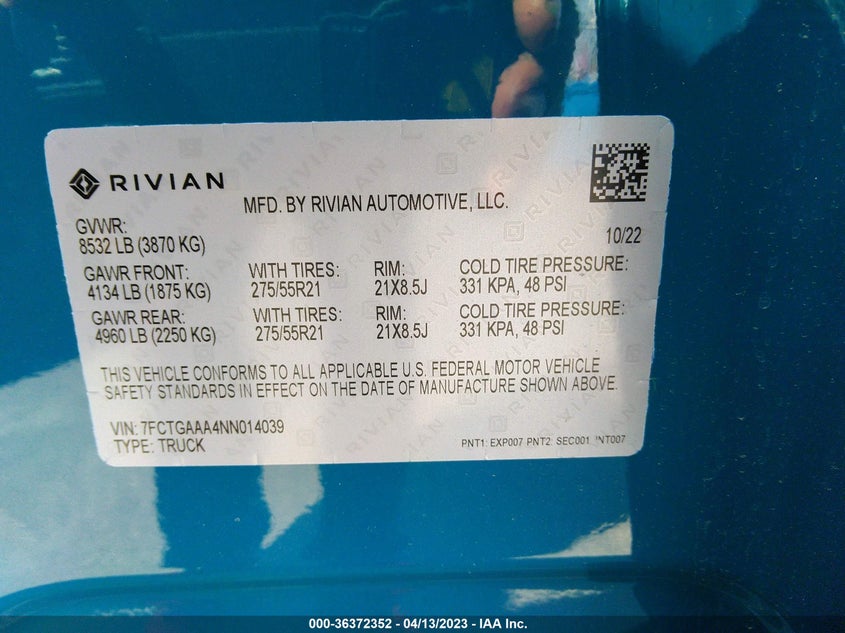 RIVIAN
MFD. BY RIVIAN AUTOMOTIVE, LLC.
GVWR:
8532 LB (3870 KG)
10/22
GAWR FRONT: WITH TIRES: RIM: COLD TIRE PRESSURE:
4134 LB (1875 KG) 275/55R21 21X8.5J 331 KPA, 48 PSI
GAWR REAR: WITH TIRES: RIM: COLD TIRE PRESSURE:
4960 LB (2250 KG) 275/55R21 21X8.5J 331 KPA, 48 PSI
THIS VEHICLE CONFORMS TO ALL APPLICABLE U.S. FEDERAL MOTOR VEHICLE
SAFETY STANDARDS IN EFFECT ON THE DATE OF MANUFACTURE SHOWN ABOVE.
VIN: 7FCTGAAA4NN014039
TYPE: TRUCK
PNT1: EXP007 PNT2: SEC001 INT007
000-36372352 - 04/13/2023 - IAA Inc.